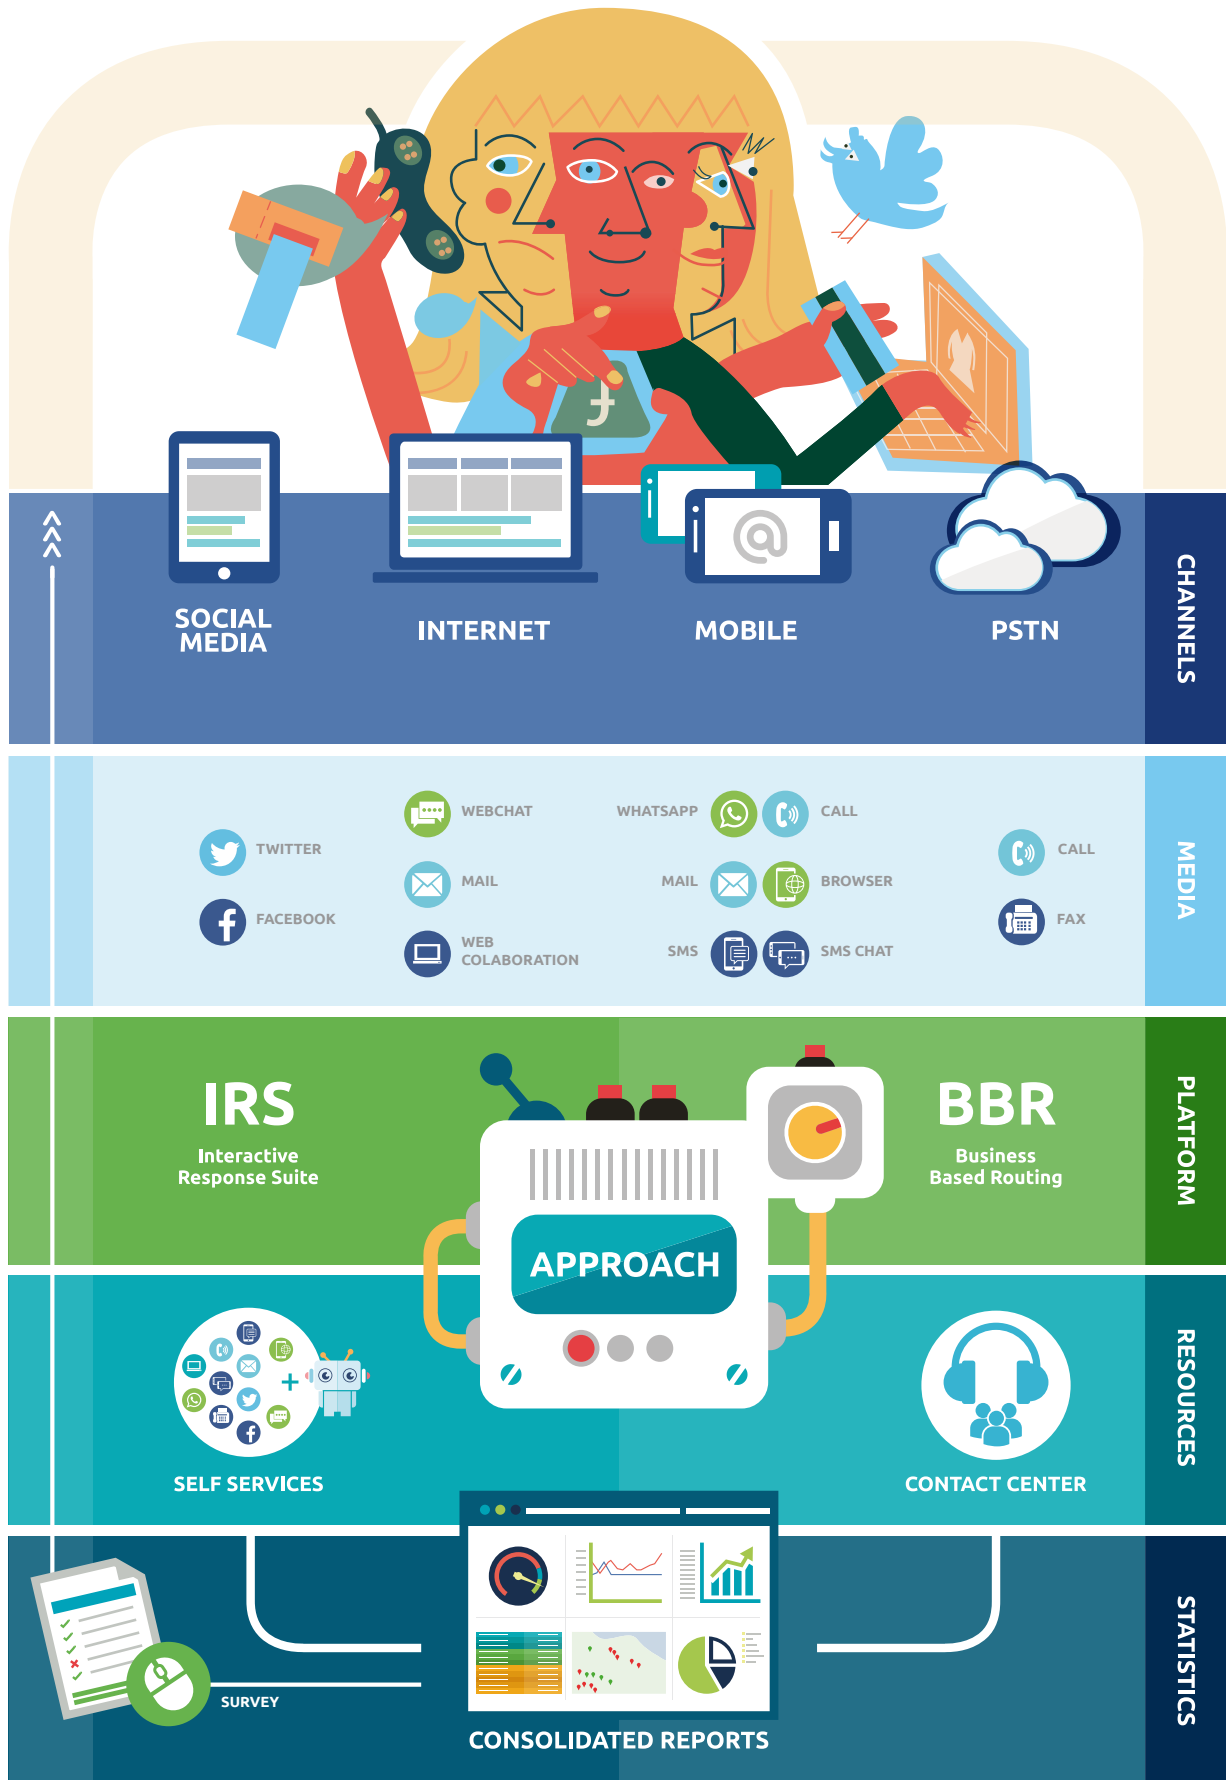 SOCIAL
MEDIA
INTERNET
MOBILE
PSTN
CHANNELS
TWITTER
FACEBOOK
WEBCHAT
MAIL
WEB
COLABORATION
WHATSAPP
CALL
MAIL
BROWSER
SMS
SMS CHAT
CALL
FAX
MEDIA
IRS
Interactive
Response Suite
BBR
Business
Based Routing
PLATFORM
APPROACH
SELF SERVICES
CONTACT CENTER
RESOURCES
SURVEY
CONSOLIDATED REPORTS
STATISTICS